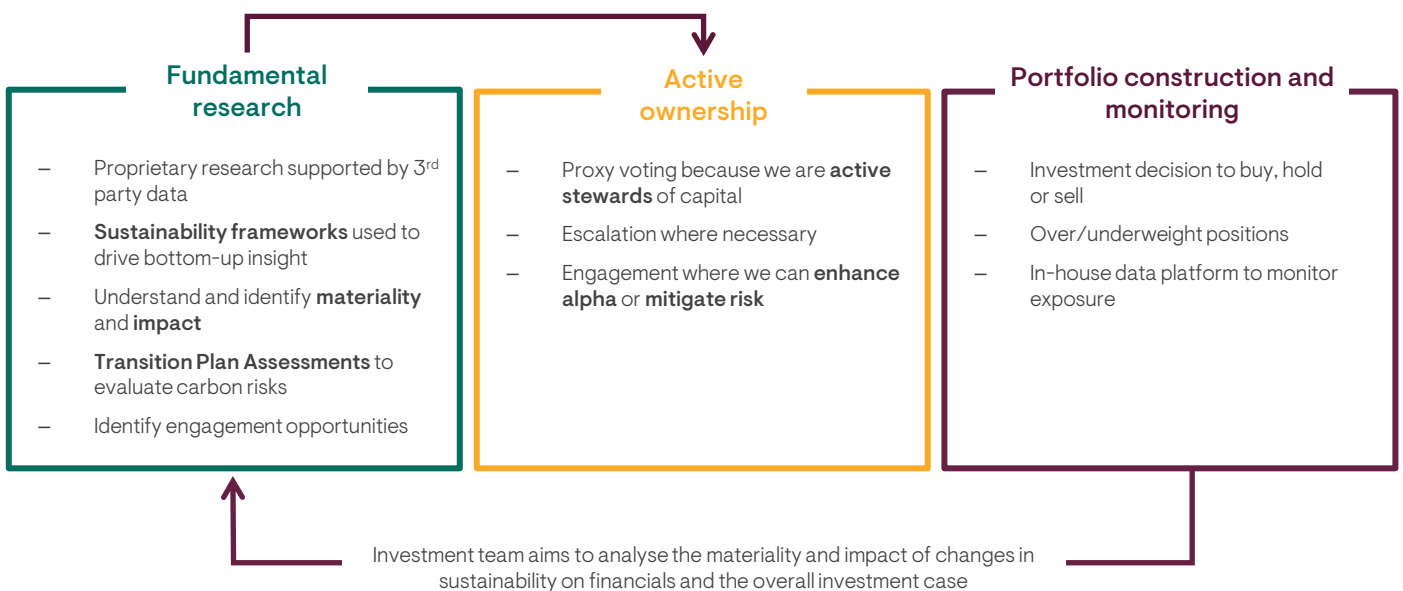 Fundamental
research
– Proprietary research supported by 3rd
party data
– Sustainability frameworks used to
drive bottom-up insight
– Understand and identify materiality
and impact
– Transition Plan Assessments to
evaluate carbon risks
– Identify engagement opportunities
Active
ownership
– Proxy voting because we are active
stewards of capital
– Escalation where necessary
– Engagement where we can enhance
alpha or mitigate risk
Portfolio construction and
monitoring
– Investment decision to buy, hold
or sell
– Over/underweight positions
– In-house data platform to monitor
exposure
Investment team aims to analyse the materiality and impact of changes in
sustainability on financials and the overall investment case